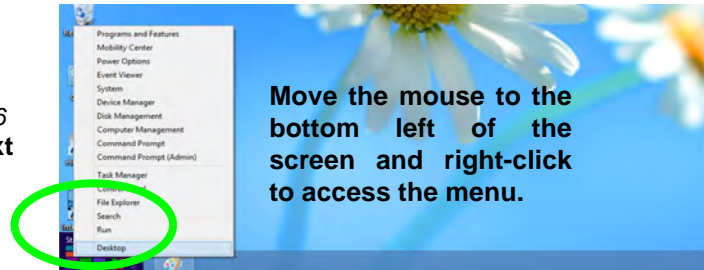 Programs and Features
Mobility Center
Power Options
Event Viewer
System
Device Manager
Disk Management
Computer Management
Command Prompt
Command Prompt (Admin)
Task Manager
File Explorer
Search
Run
Desktop
6
xt
Move the mouse to the
bottom left of the
screen and right-click
to access the menu.